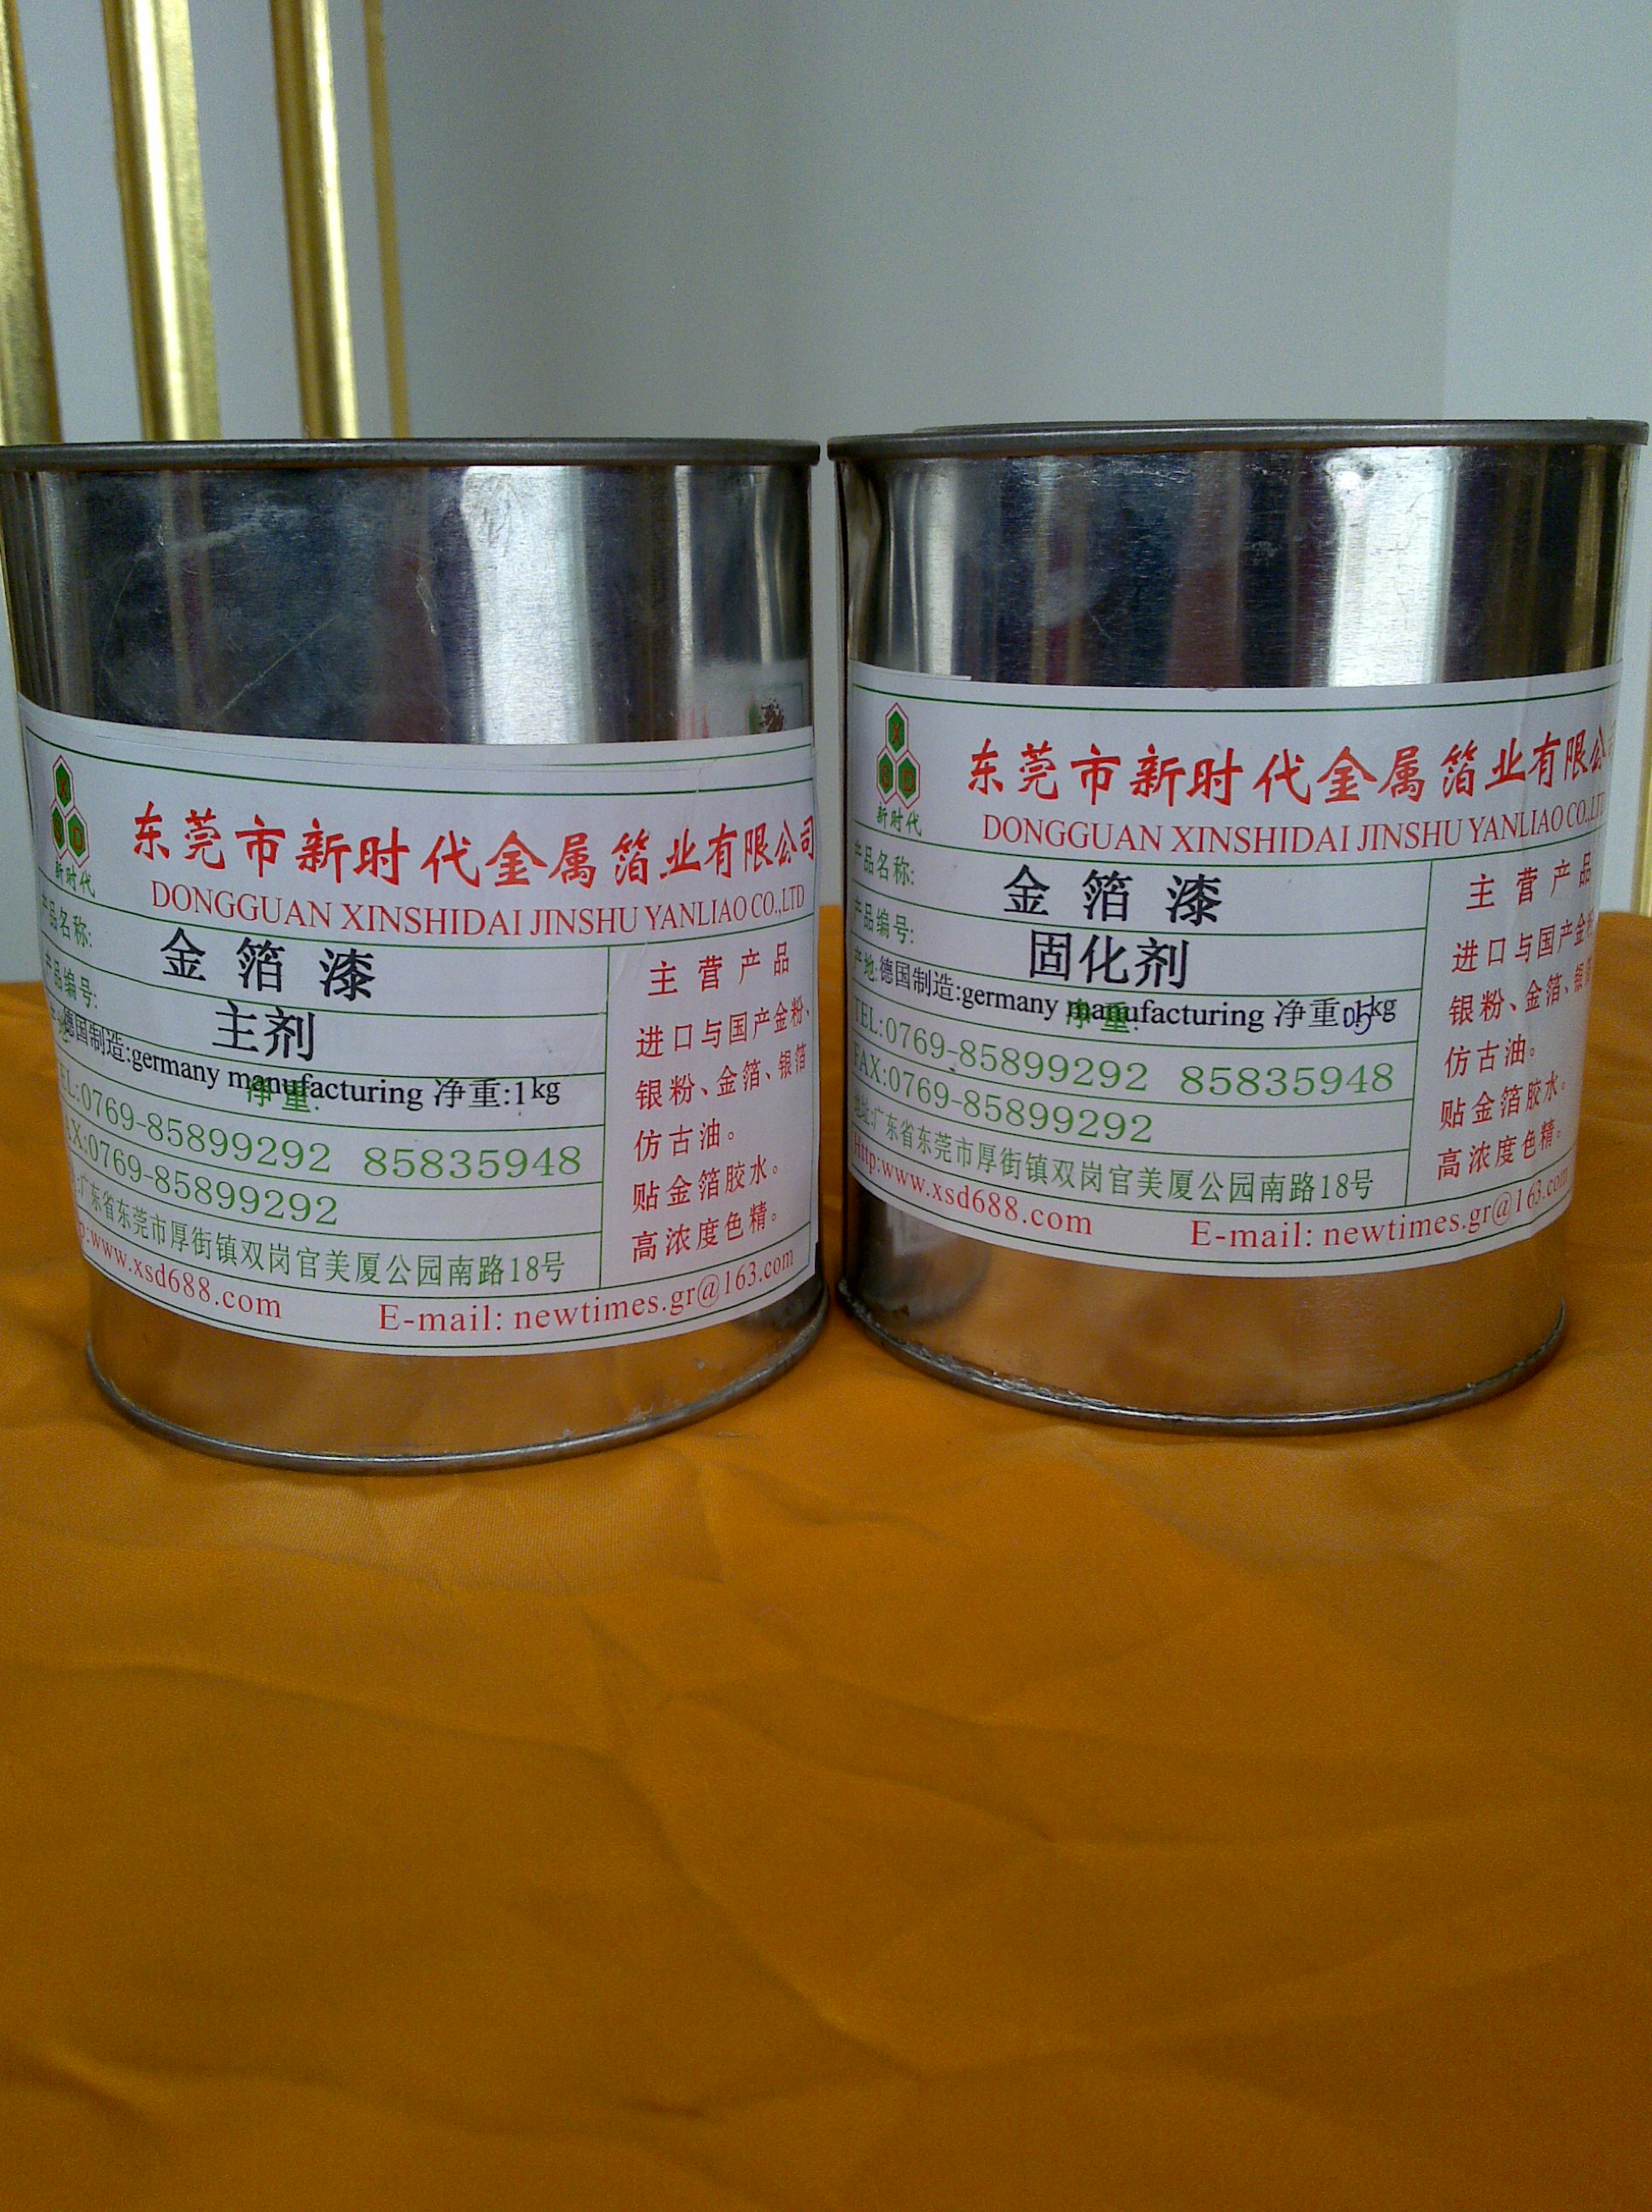 新时代
东莞市新时代金属箔业有限公司
DONGGUAN XINSHIDAI JINSHU YANLIAO CO.,LTD
产品名称: 金箔漆
产品编号: 主剂
德国制造:germany manufacturing 净重:1kg
净重:
TEL:0769-85899292 85835948
FAX:0769-85899292
广东省东莞市厚街镇双岗官美厦公园南路18号
www.xsd688.com E-mail: newtimes.gr@163.com
主营产品
进口与国产金粉、
银粉、金箔、银箔
仿古油。
贴金箔胶水。
高浓度色精。
新时代
东莞市新时代金属箔业有限公
DONGGUAN XINSHIDAI JINSHU YANLIAO CO.,LTD
产品名称: 金箔漆
产品编号: 固化剂
产地:德国制造:germany manufacturing 净重 kg
净重:
TEL:0769-85899292 85835948
FAX:0769-85899292
地址:广东省东莞市厚街镇双岗官美厦公园南路18号
Http:www.xsd688.com E-mail: newtimes.gr@163.com
主营产品
进口与国产金粉
银粉、金箔、银箔
仿古油。
贴金箔胶水。
高浓度色精。